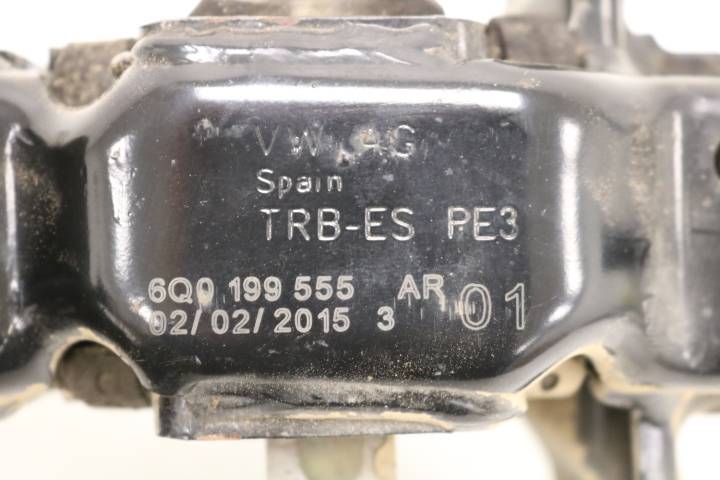 VW AG
Spain
TRB-ES PE3
6Q0 199 555 AR 01
02/02/2015 3